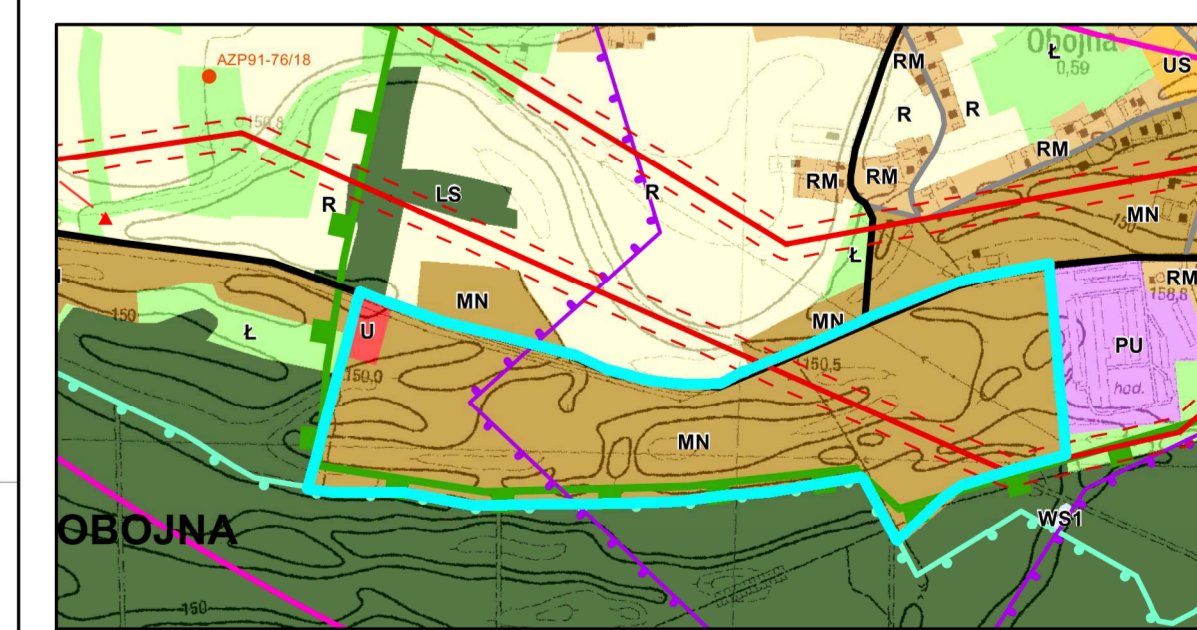 AZP91-76/18
Obojna
0,59
Ł
US
RM
R
R
RM
RM
RM
150,8
LS
R
R
MN
150
Ł
MN
RM
158,8
MN
150
Ł
U
150,0
150,5
PU
hod.
MN
WS1
OBOJNA
150